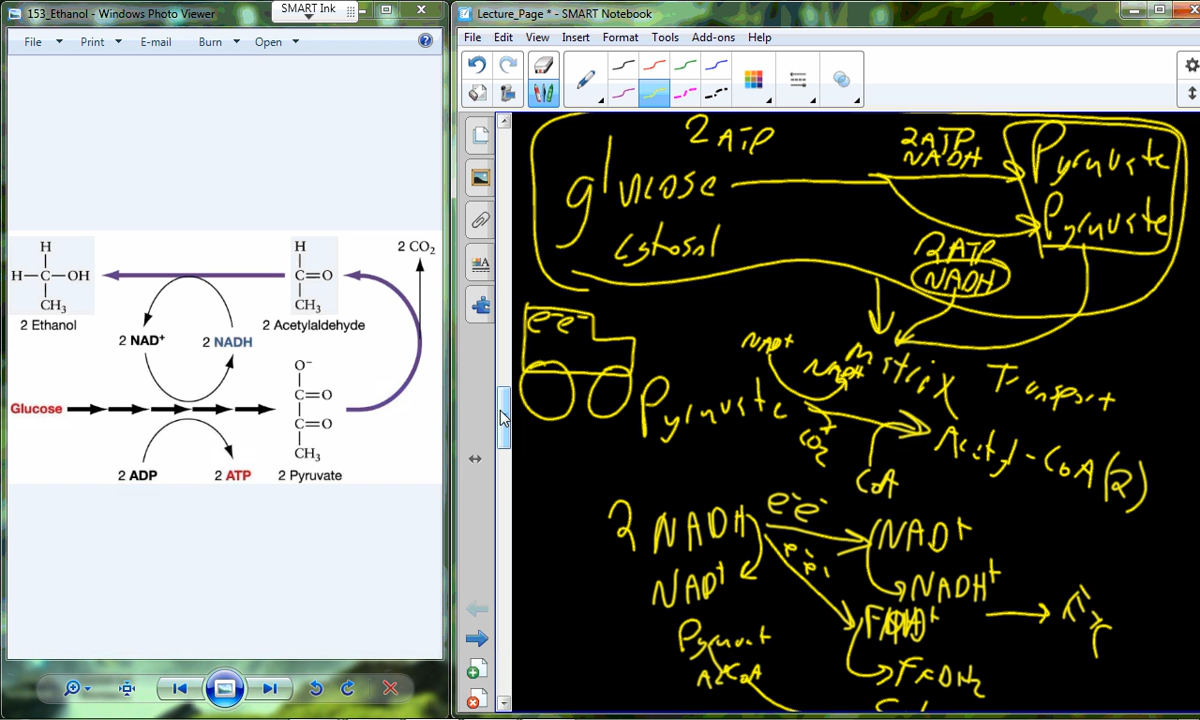 153_Ethanol - Windows Photo Viewer
SMART Ink
File Print E-mail Burn Open
H
H—C—OH
CH3
2 Ethanol
H
C=O
CH3
2 Acetylaldehyde
2 CO2
2 NAD+
2 NADH
Glucose
O-
C=O
C=O
CH3
2 ADP
2 ATP
2 Pyruvate
Lecture_Page * - SMART Notebook
File Edit View Insert Format Tools Add-ons Help
2 ATP
2ATP
NADH
Pyruvate
glucose
Pyruvate
cytosol
2 ATP
NADH
e- e-
NAD+
NADH
Matrix
Transport
Pyruvate
CO2
CoA
Acetyl-CoA(2)
2 NADH
e- e-
NAD+
NAD+
e- e-
NADH+
FADH2